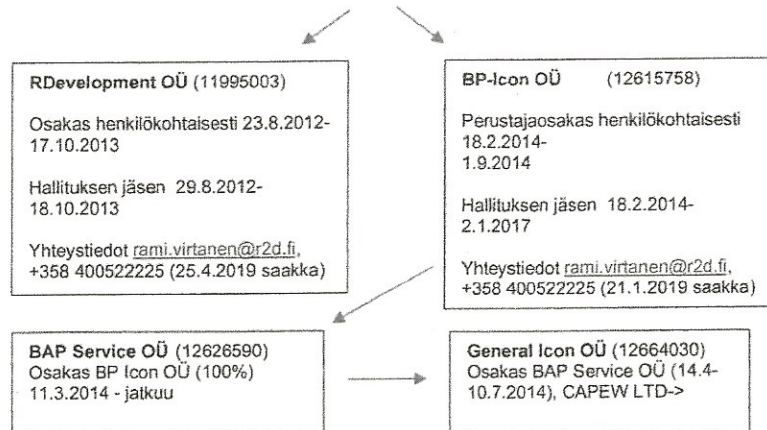 RDevelopment OÜ (11995003)
Osakas henkilökohtaisesti 23.8.2012-
17.10.2013
Hallituksen jäsen 29.8.2012-
18.10.2013
Yhteystiedot rami.virtanen@r2d.fi,
+358 400522225 (25.4.2019 saakka)
BP-Icon OÜ (12615758)
Perustajaosakas henkilökohtaisesti
18.2.2014-
1.9.2014
Hallituksen jäsen 18.2.2014-
2.1.2017
Yhteystiedot rami.virtanen@r2d.fi,
+358 400522225 (21.1.2019 saakka)
BAP Service OÜ (12626590)
Osakas BP Icon OÜ (100%)
11.3.2014 - jatkuu
General Icon OÜ (12664030)
Osakas BAP Service OÜ (14.4-
10.7.2014), CAPEW LTD->